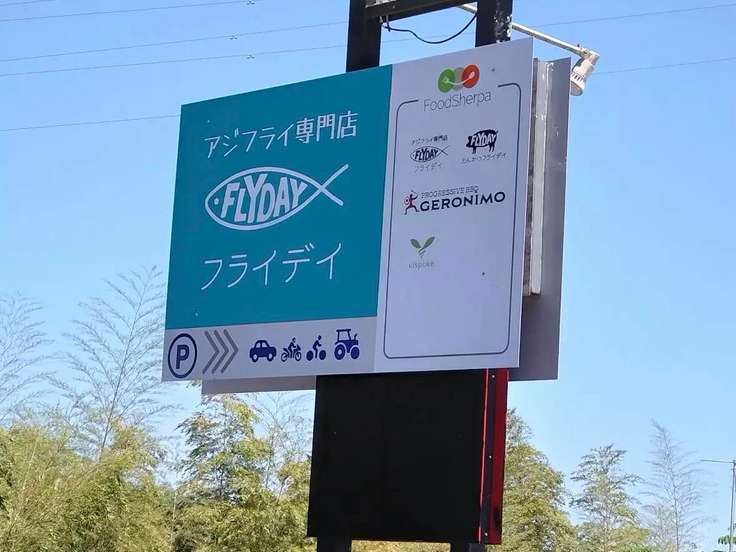 アジフライ専門店
FLYDAY
フライデイ
P
FoodSherpa
アジフライ専門店
FLYDAY
フライデイ
FLYDAY
とんかつフライデイ
PROGRESSIVE BBQ
GERONIMO